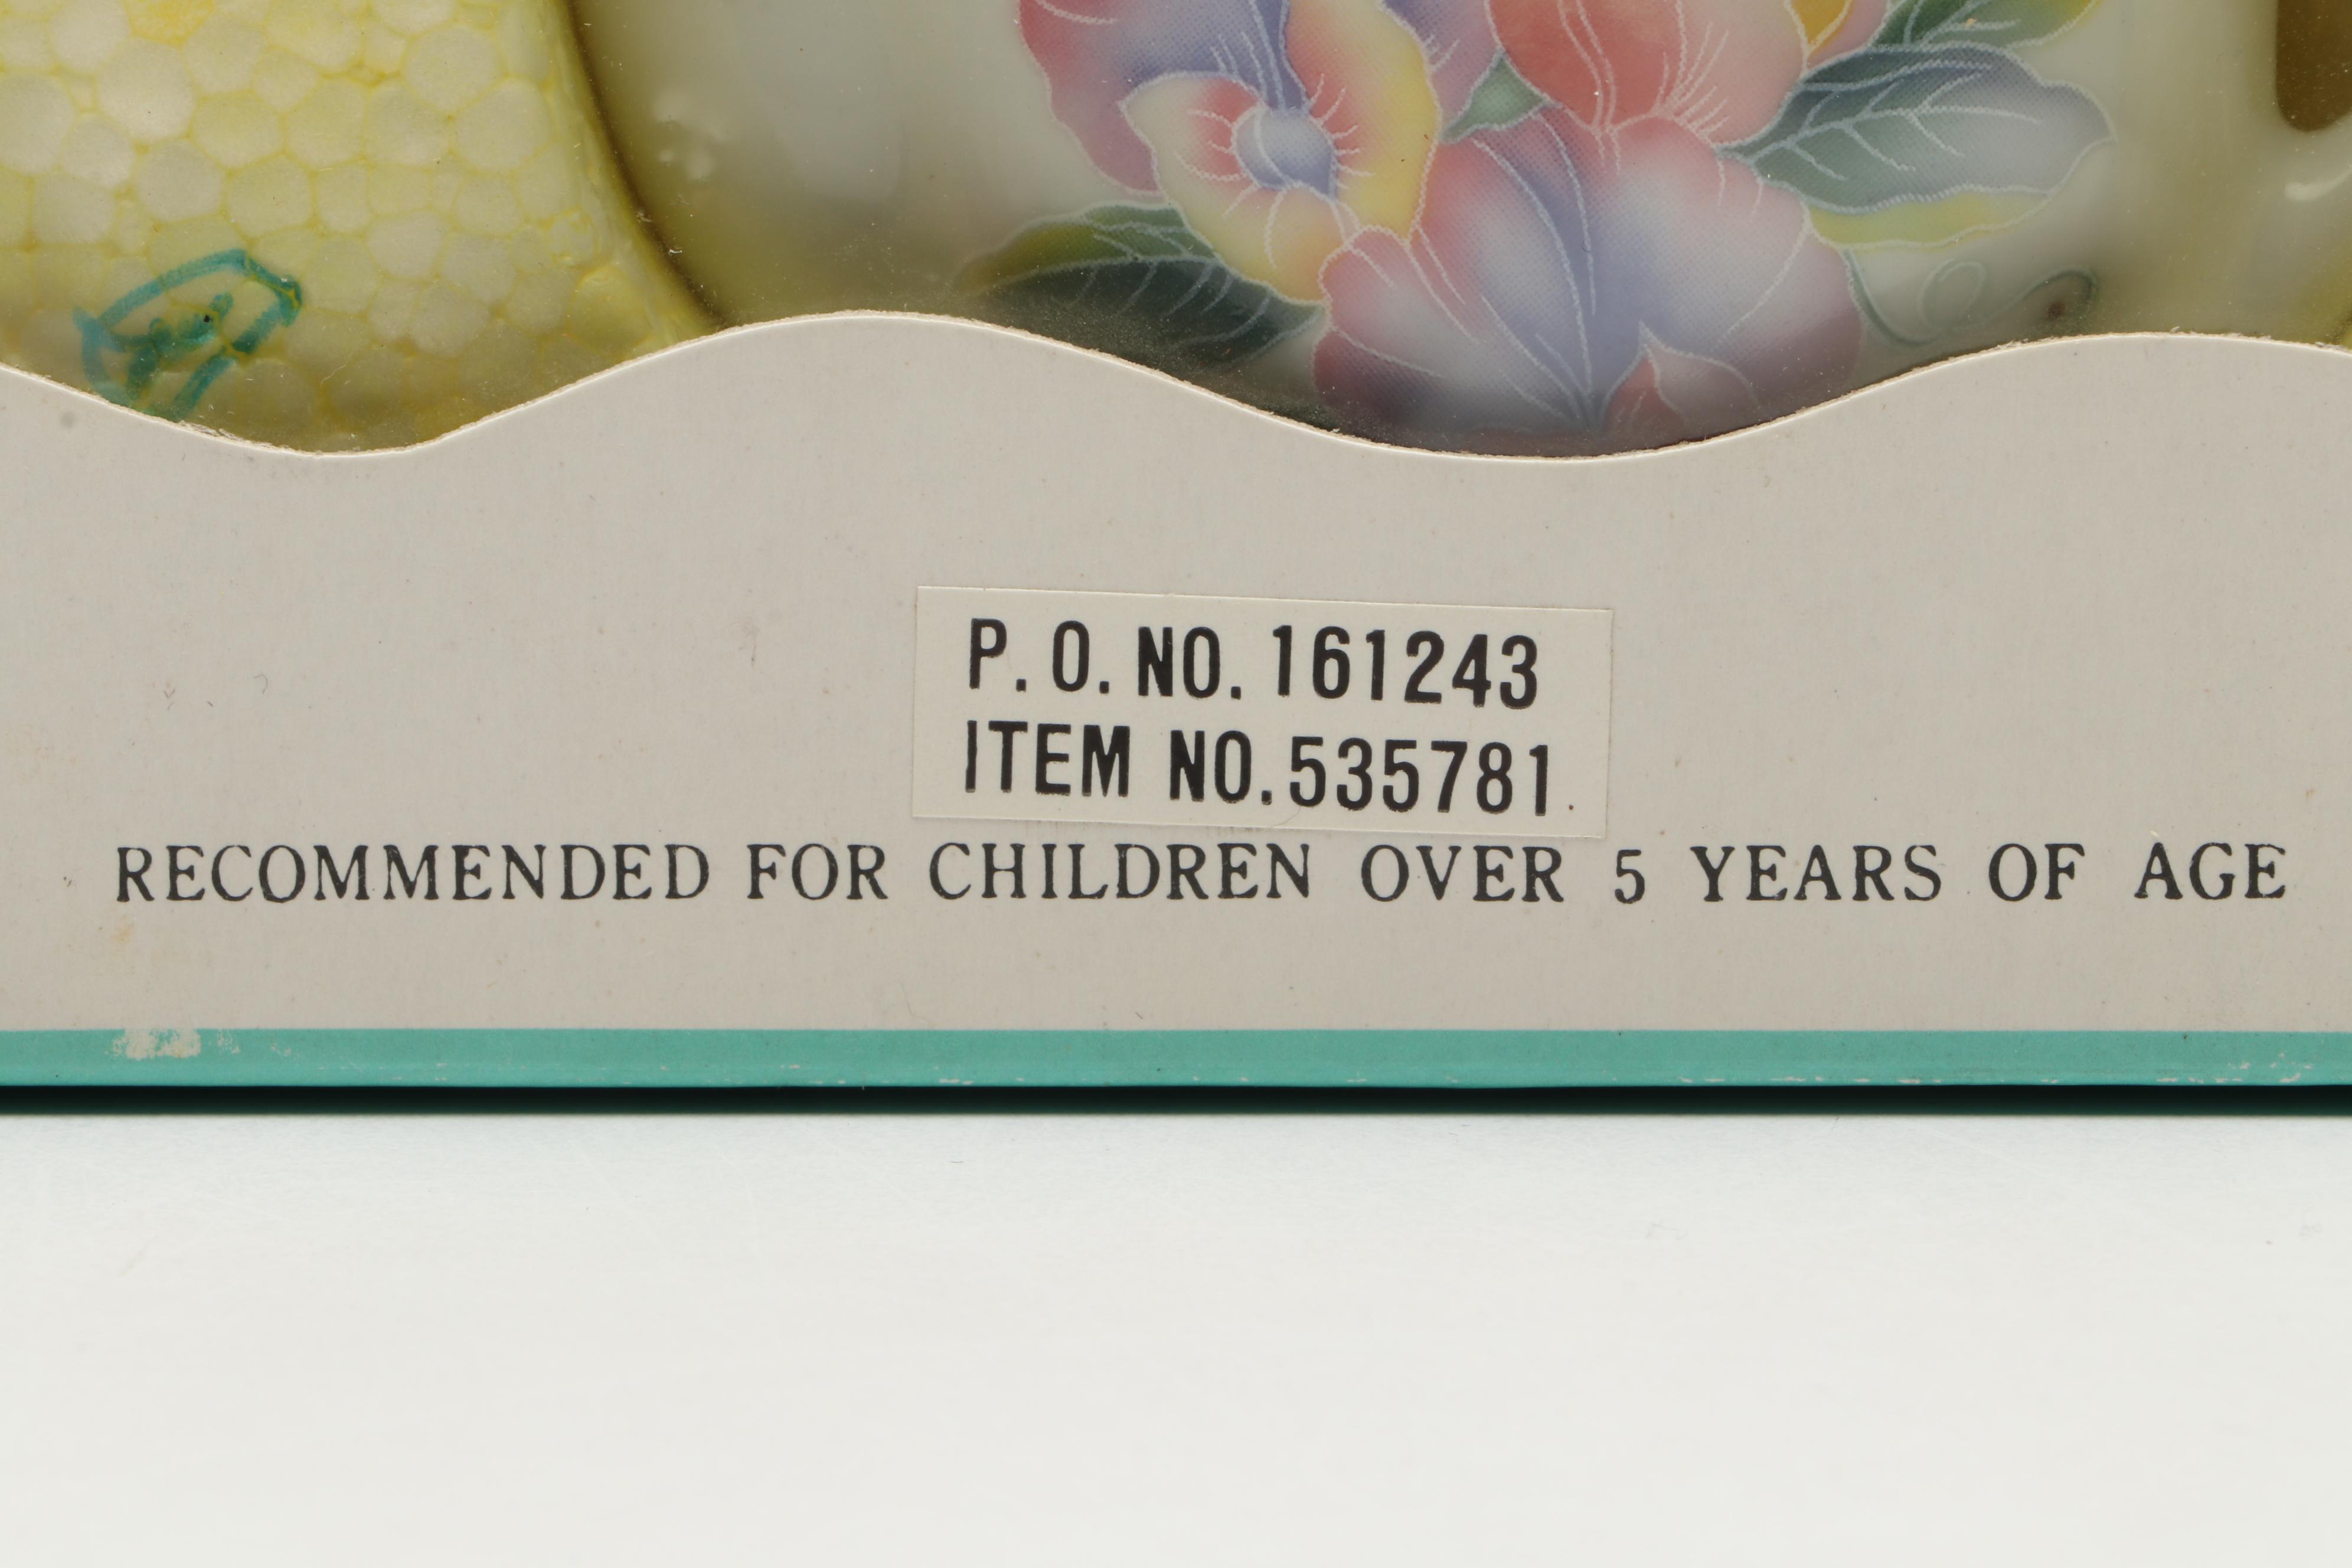 P. O. NO. 161243
ITEM NO. 535781
RECOMMENDED FOR CHILDREN OVER 5 YEARS OF AGE